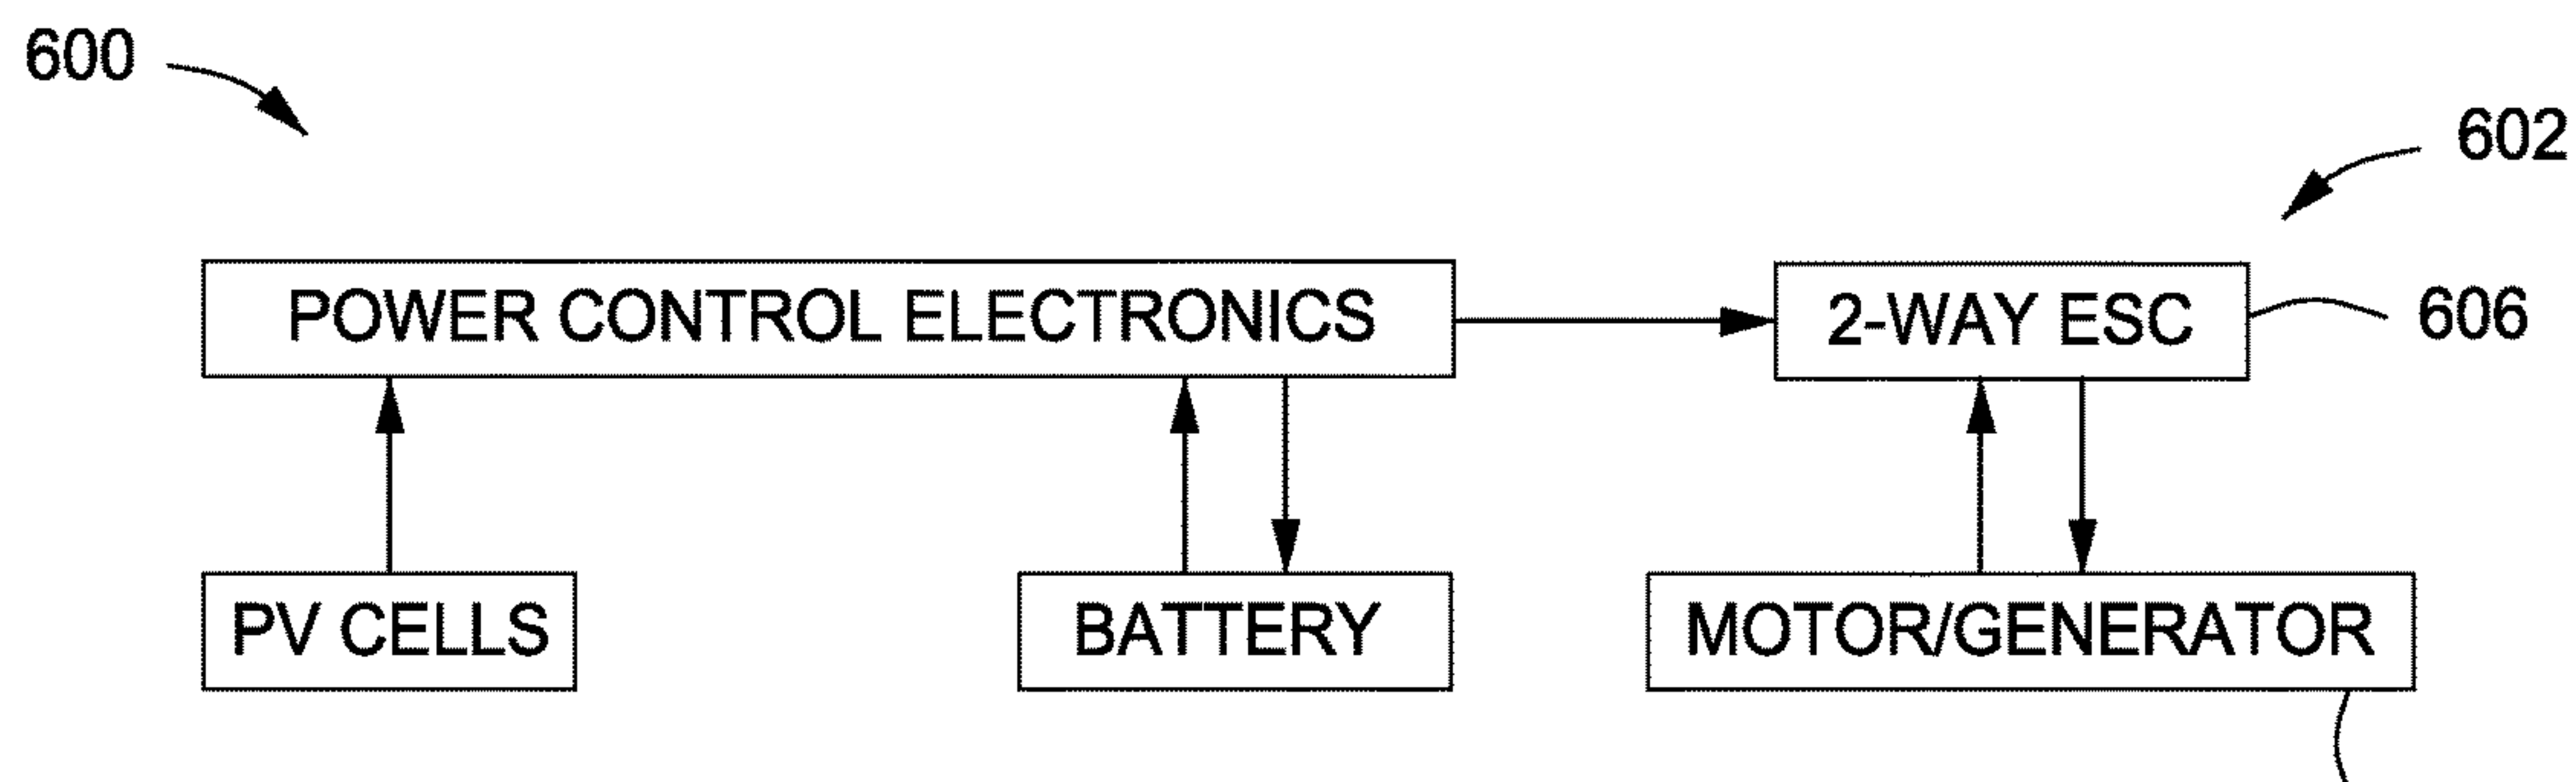 600
602
POWER CONTROL ELECTRONICS
2-WAY ESC
606
PV CELLS
BATTERY
MOTOR/GENERATOR